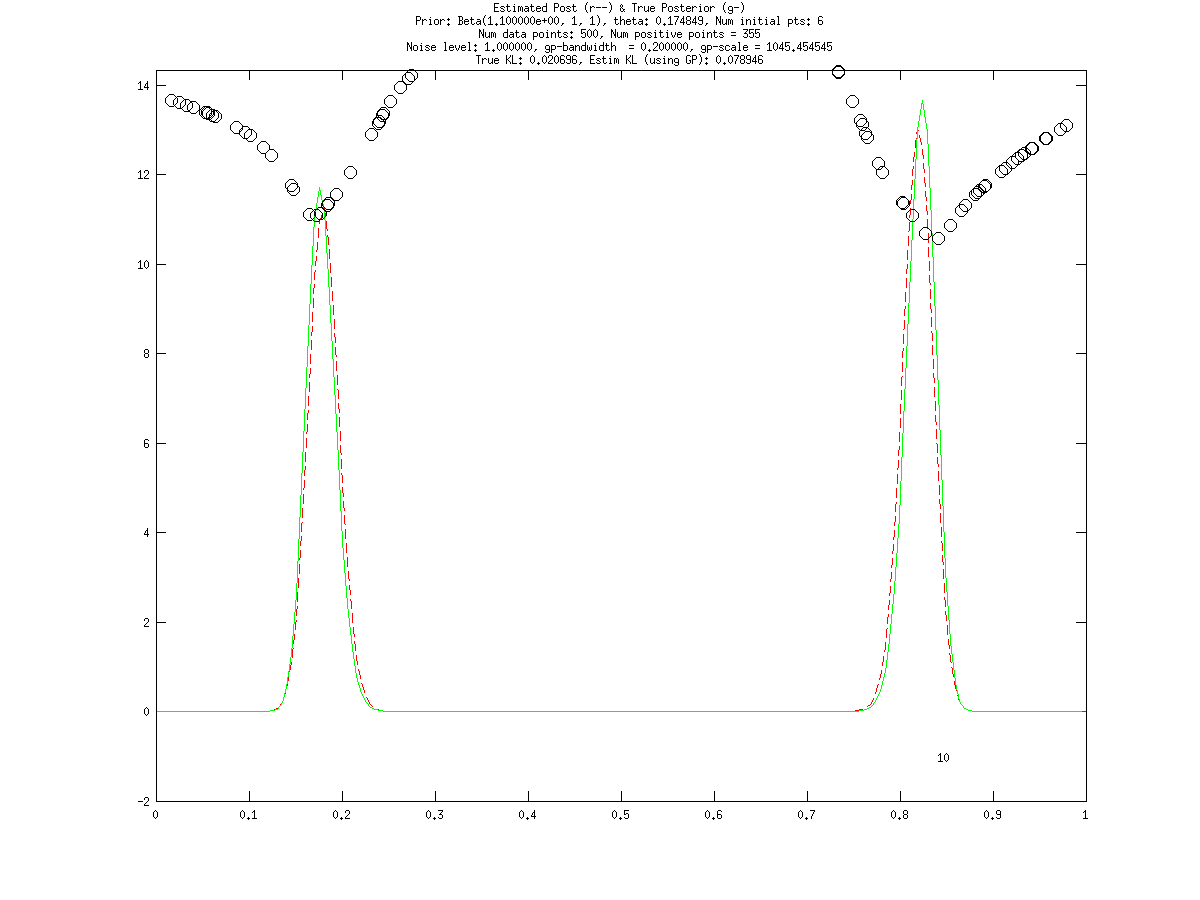 Estimated Post (r--) & True Posterior (g-)
Prior: Beta(1.100000e+00, 1, 1), theta: 0.174849, Num initial pts: 6
Num data points: 500, Num positive points = 355
Noise level: 1.000000, gp-bandwidth  = 0.200000, gp-scale = 1045.454545
True KL: 0.020696, Estim KL (using GP): 0.078946
14
12
10
8
6
4
2
0
10
-2
0 0.1 0.2 0.3 0.4 0.5 0.6 0.7 0.8 0.9 1